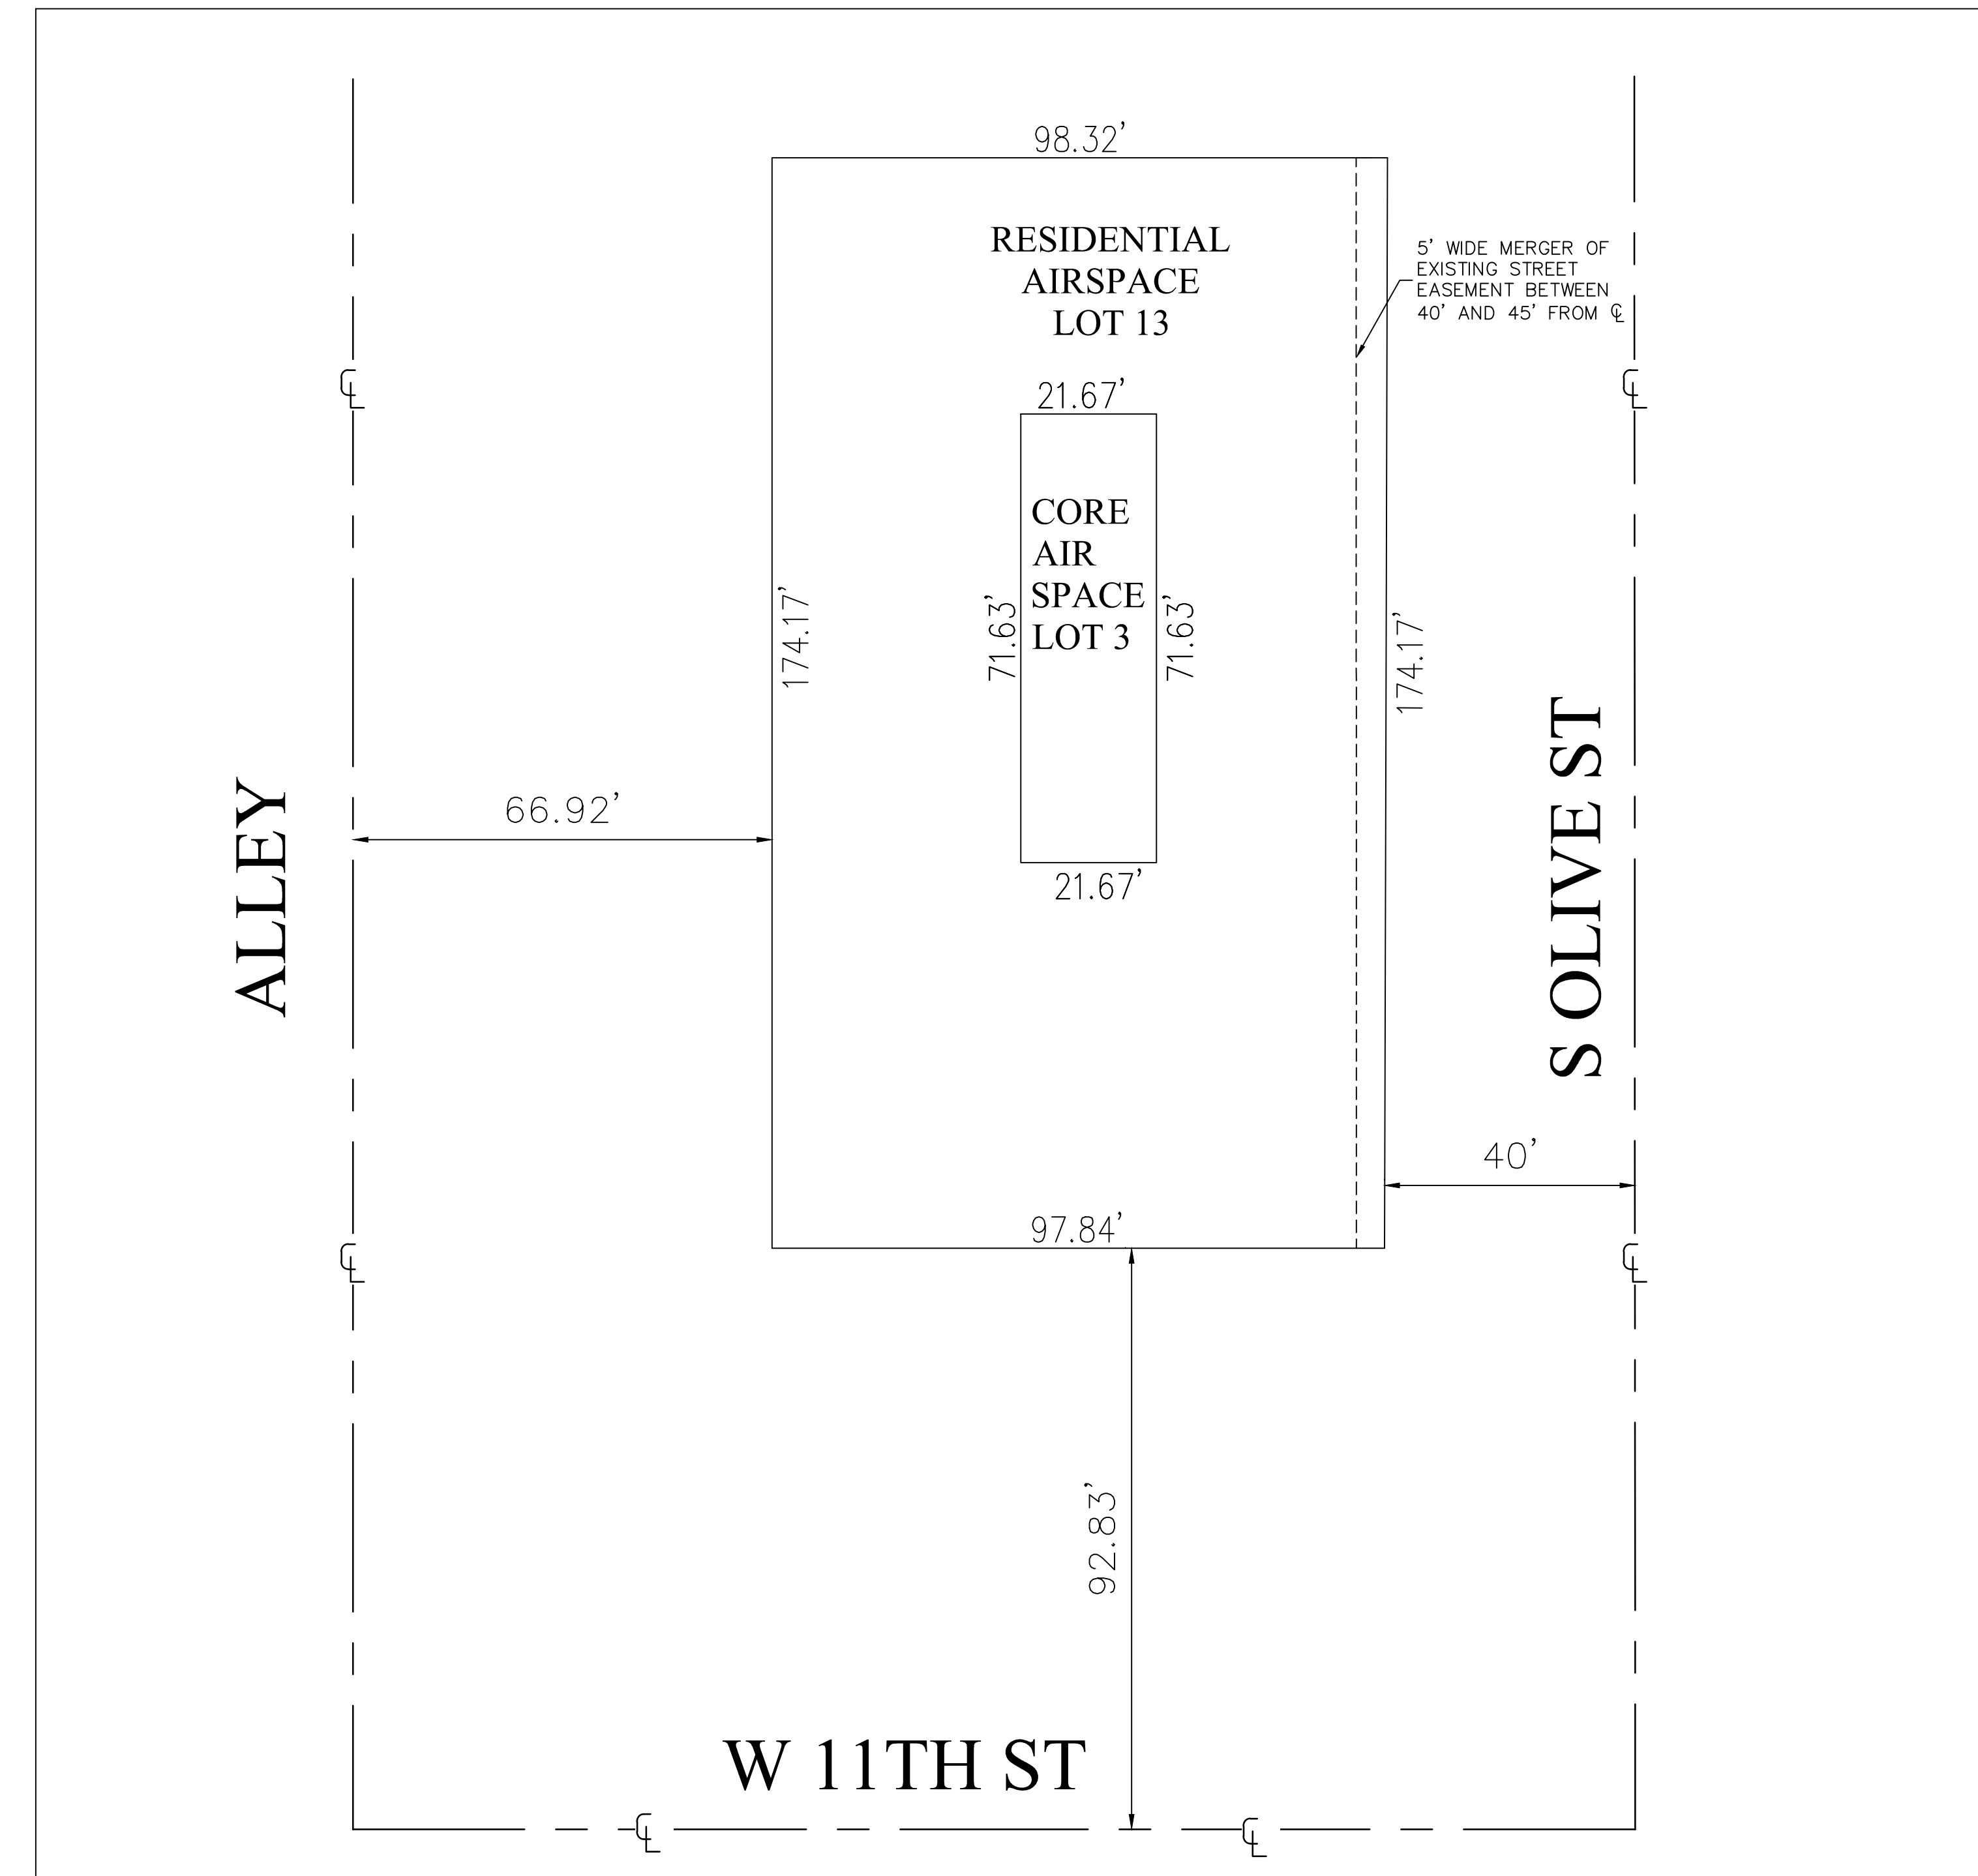 98.32'
RESIDENTIAL
AIRSPACE
LOT 13
5' WIDE MERGER OF
EXISTING STREET
EASEMENT BETWEEN
40' AND 45' FROM ℄
℄
℄
21.67'
CORE
AIR
SPACE
LOT 3
71.63'
71.63'
174.17'
174.17'
ALLEY
66.92'
21.67'
S OLIVE ST
40'
97.84'
℄
℄
92.83'
W 11TH ST
℄
℄